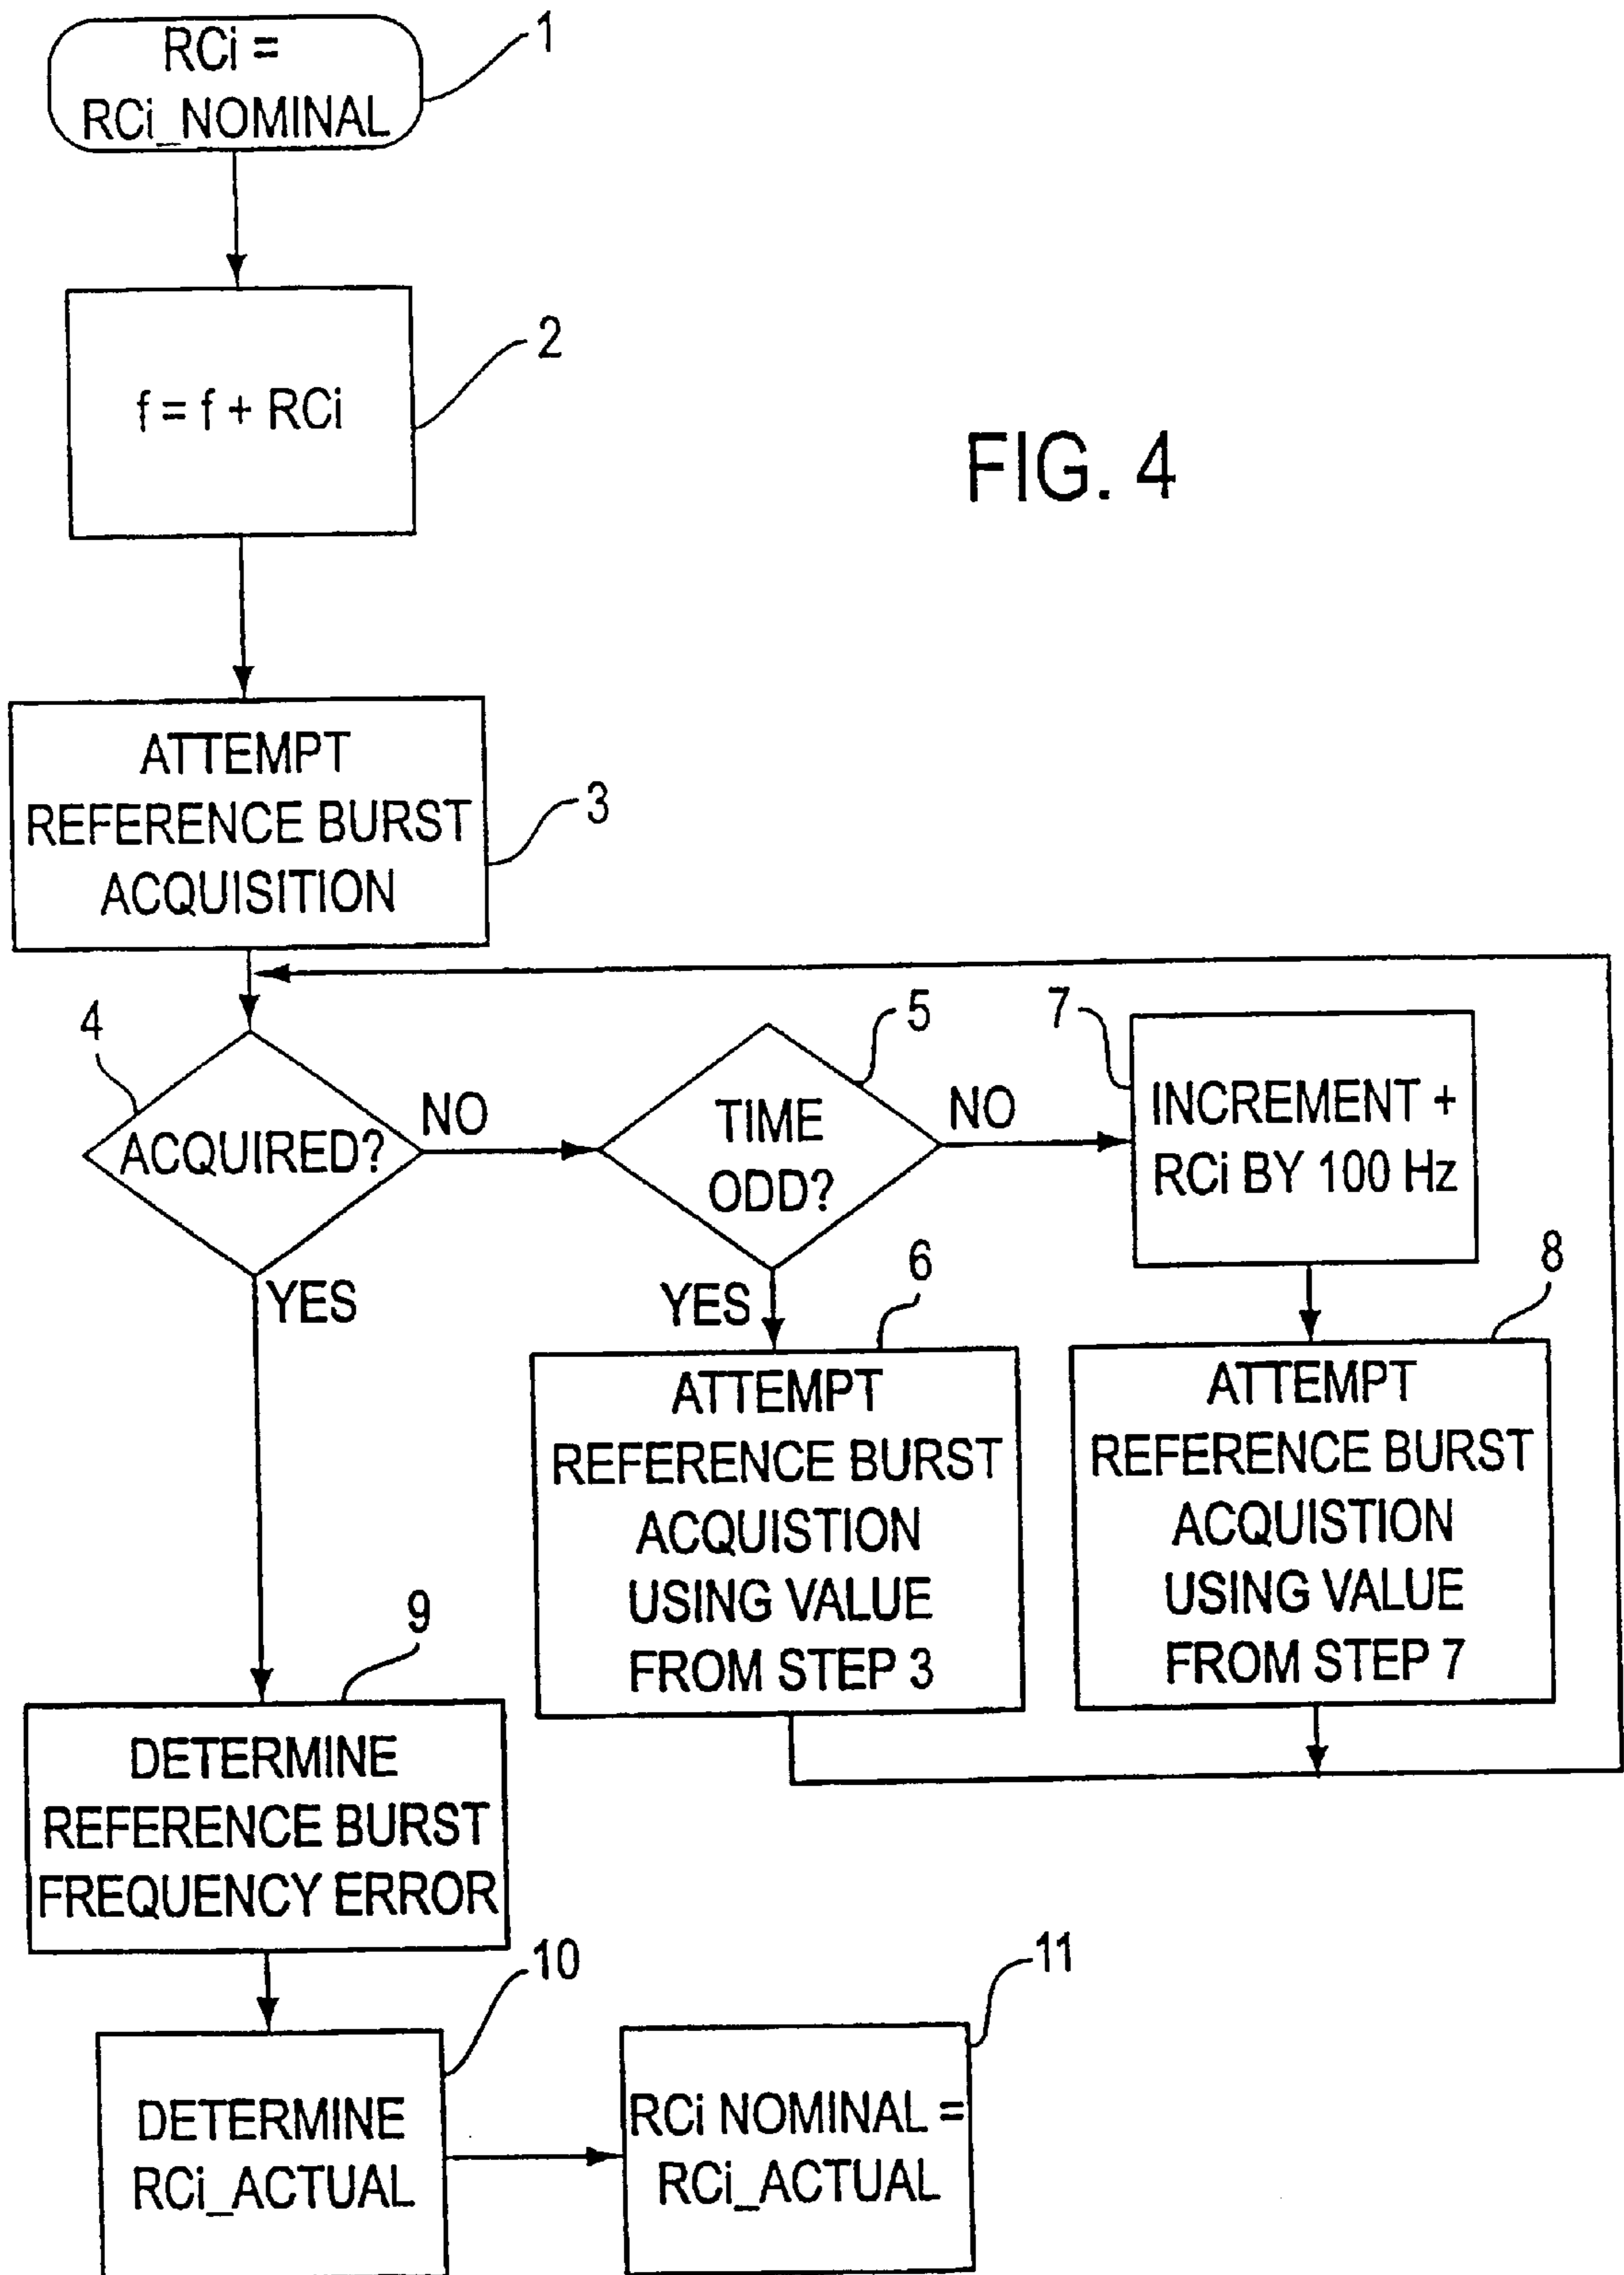 RCi =
RCi_NOMINAL
1
f = f + RCi
2
FIG. 4
ATTEMPT
REFERENCE BURST
ACQUISITION
3
4
ACQUIRED?
NO
YES
5
TIME
ODD?
NO
YES
7
INCREMENT +
RCi BY 100 Hz
6
ATTEMPT
REFERENCE BURST
ACQUISTION
USING VALUE
FROM STEP 3
8
ATTEMPT
REFERENCE BURST
ACQUISTION
USING VALUE
FROM STEP 7
9
DETERMINE
REFERENCE BURST
FREQUENCY ERROR
10
DETERMINE
RCi_ACTUAL
11
RCi NOMINAL =
RCi_ACTUAL